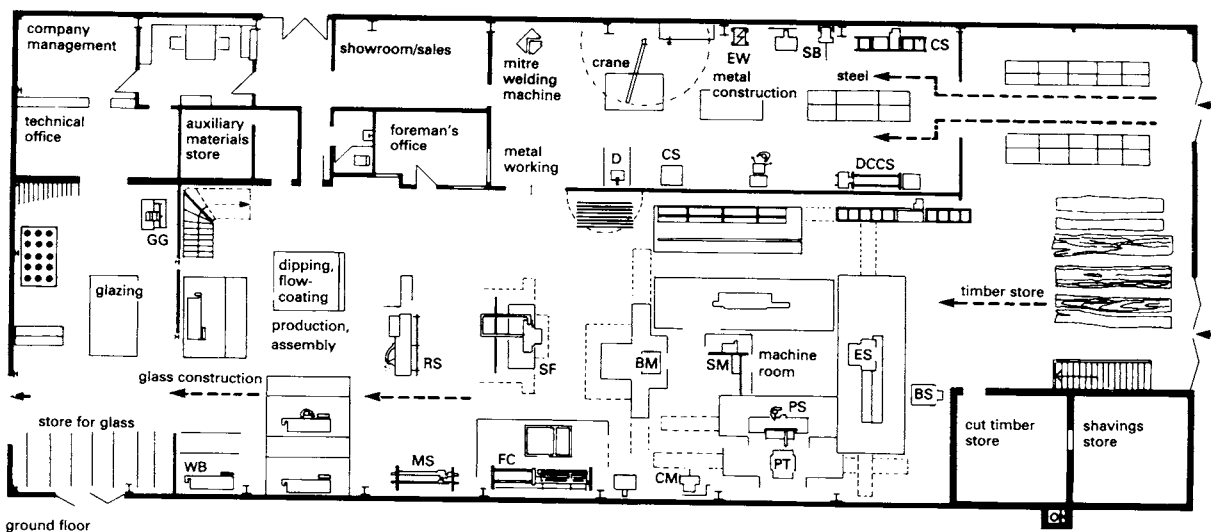 company
management
showroom/sales
mitre
welding
machine
crane
EW
SB
CS
metal
construction
steel
technical
office
auxiliary
materials
store
foreman's
office
metal
working
D
CS
DCCS
GG
glazing
dipping,
flow-
coating
production,
assembly
RS
SF
BM
SM
machine
room
ES
timber store
BS
glass construction
store for glass
PS
cut timber
store
shavings
store
WB
MS
FC
CM
PT
ground floor